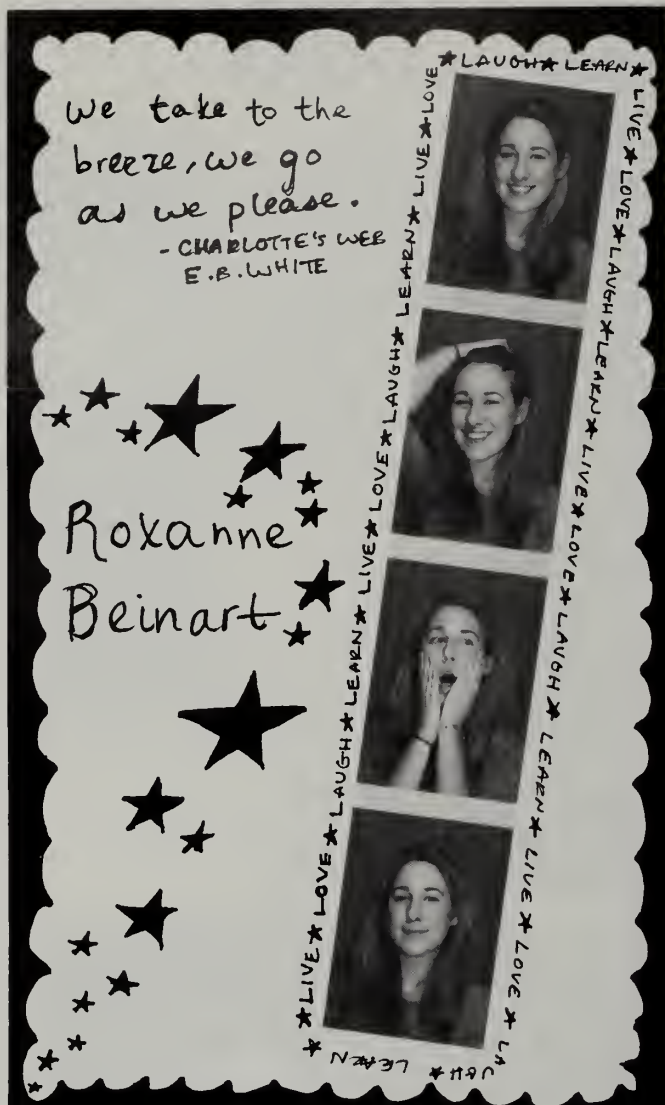 We take to the
breeze, we go
as we please.
- CHARLOTTE'S WEB
E.B. WHITE
Roxanne
Beinart
★LIVE★LOVE★LAUGH★LEARN★LIVE★LOVE★LAUGH★LEARN★LIVE★LOVE
★LAUGH★LEARN★
LIVE★LOVE★LAUGH★LEARN★LIVE★LOVE★LAUGH★LEARN★LIVE★LOVE★LA
UGH★LEARN★